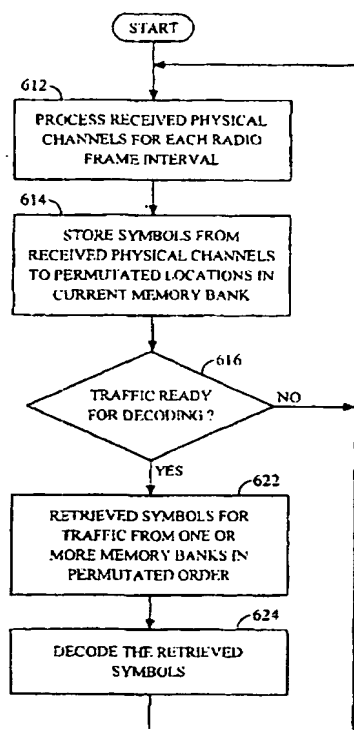 START
612
PROCESS RECEIVED PHYSICAL
CHANNELS FOR EACH RADIO
FRAME INTERVAL
614
STORE SYMBOLS FROM
RECEIVED PHYSICAL CHANNELS
TO PERMUTATED LOCATIONS IN
CURRENT MEMORY BANK
616
TRAFFIC READY
FOR DECODING ?
NO
YES
622
RETRIEVED SYMBOLS FOR
TRAFFIC FROM ONE OR
MORE MEMORY BANKS IN
PERMUTATED ORDER
624
DECODE THE RETRIEVED
SYMBOLS